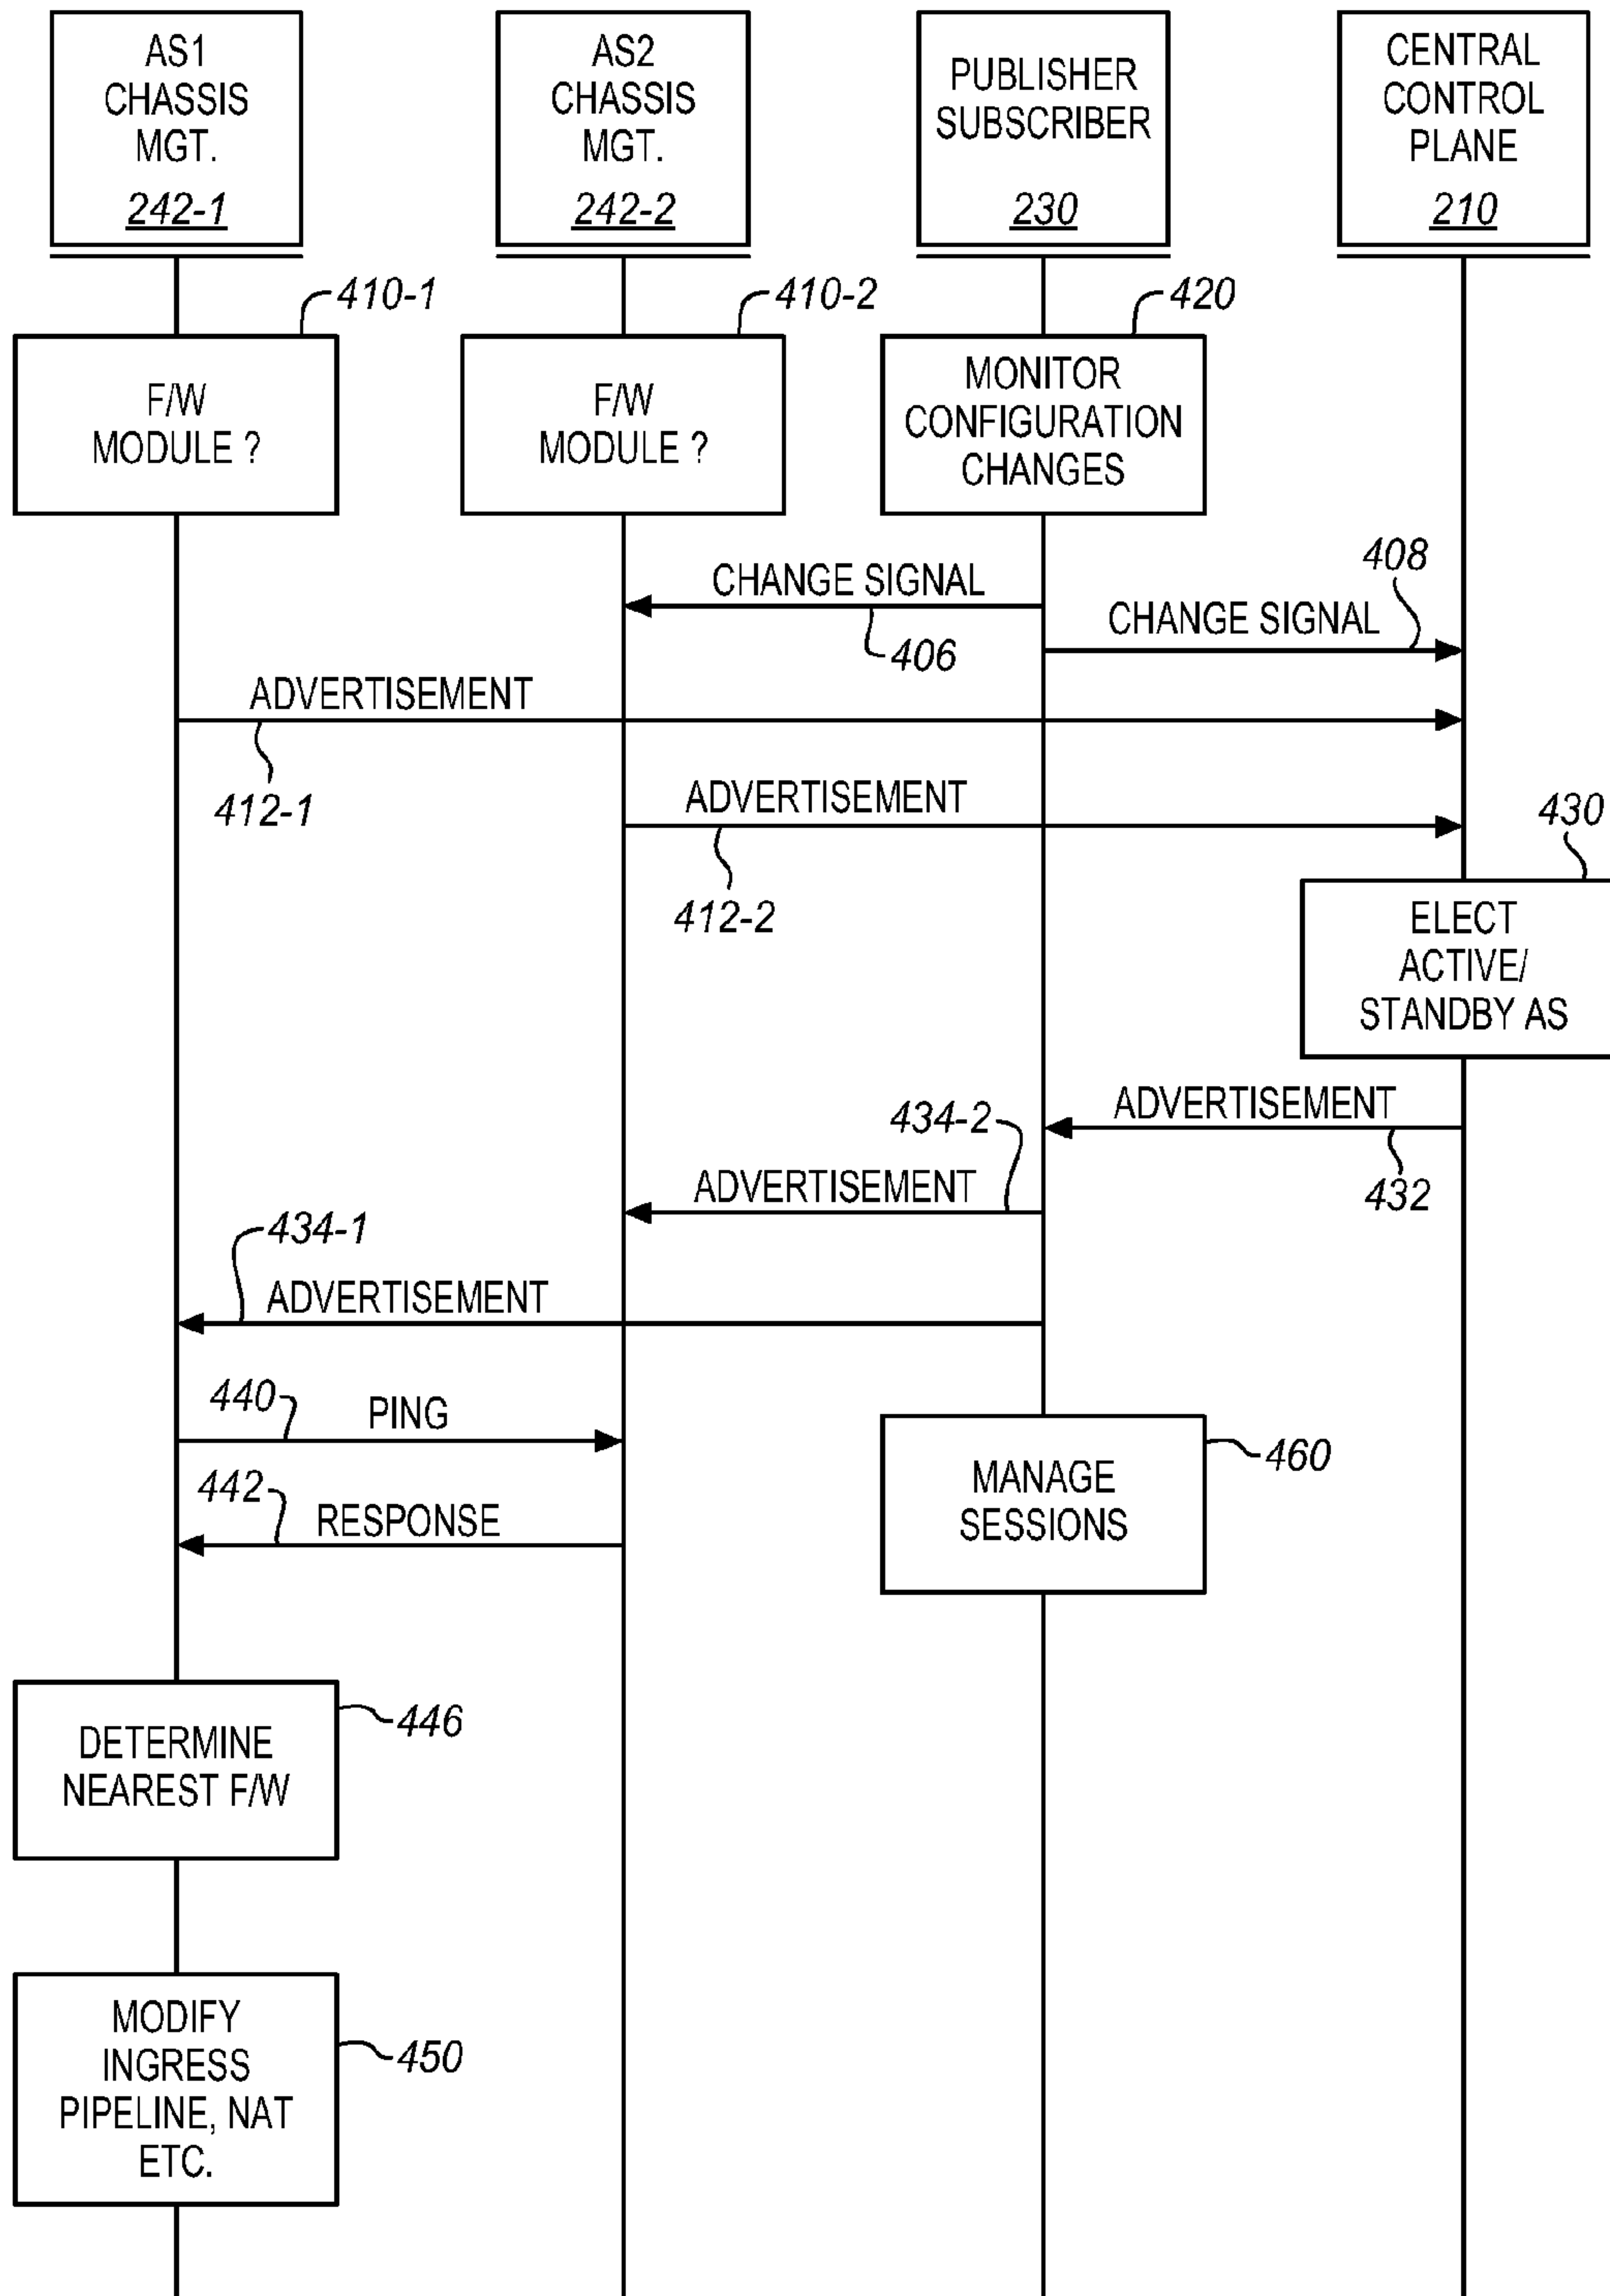 AS1
CHASSIS
MGT.
242-1
AS2
CHASSIS
MGT.
242-2
PUBLISHER
SUBSCRIBER
230
CENTRAL
CONTROL
PLANE
210
410-1
F/W
MODULE ?
410-2
F/W
MODULE ?
420
MONITOR
CONFIGURATION
CHANGES
CHANGE SIGNAL
406
408
CHANGE SIGNAL
ADVERTISEMENT
412-1
ADVERTISEMENT
412-2
430
ELECT
ACTIVE/
STANDBY AS
ADVERTISEMENT
432
434-2
ADVERTISEMENT
434-1
ADVERTISEMENT
440
PING
442
RESPONSE
MANAGE
SESSIONS
460
DETERMINE
NEAREST F/W
446
MODIFY
INGRESS
PIPELINE, NAT
ETC.
450